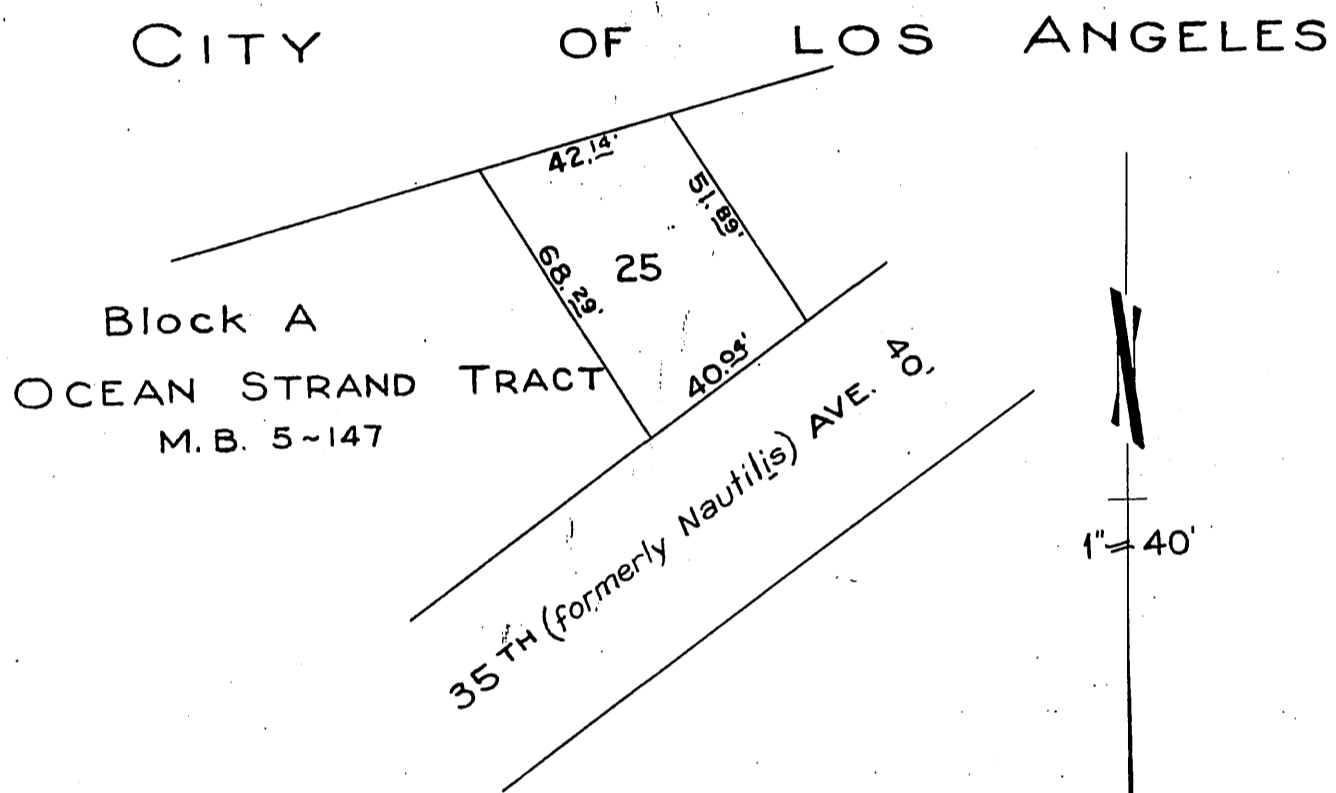 CITY OF LOS ANGELES
42.14'
51.89'
68.29'
25
40.04'
Block A
OCEAN STRAND TRACT
M. B. 5~147
40'
35TH (formerly Nautilis) AVE.
N
1"=40'